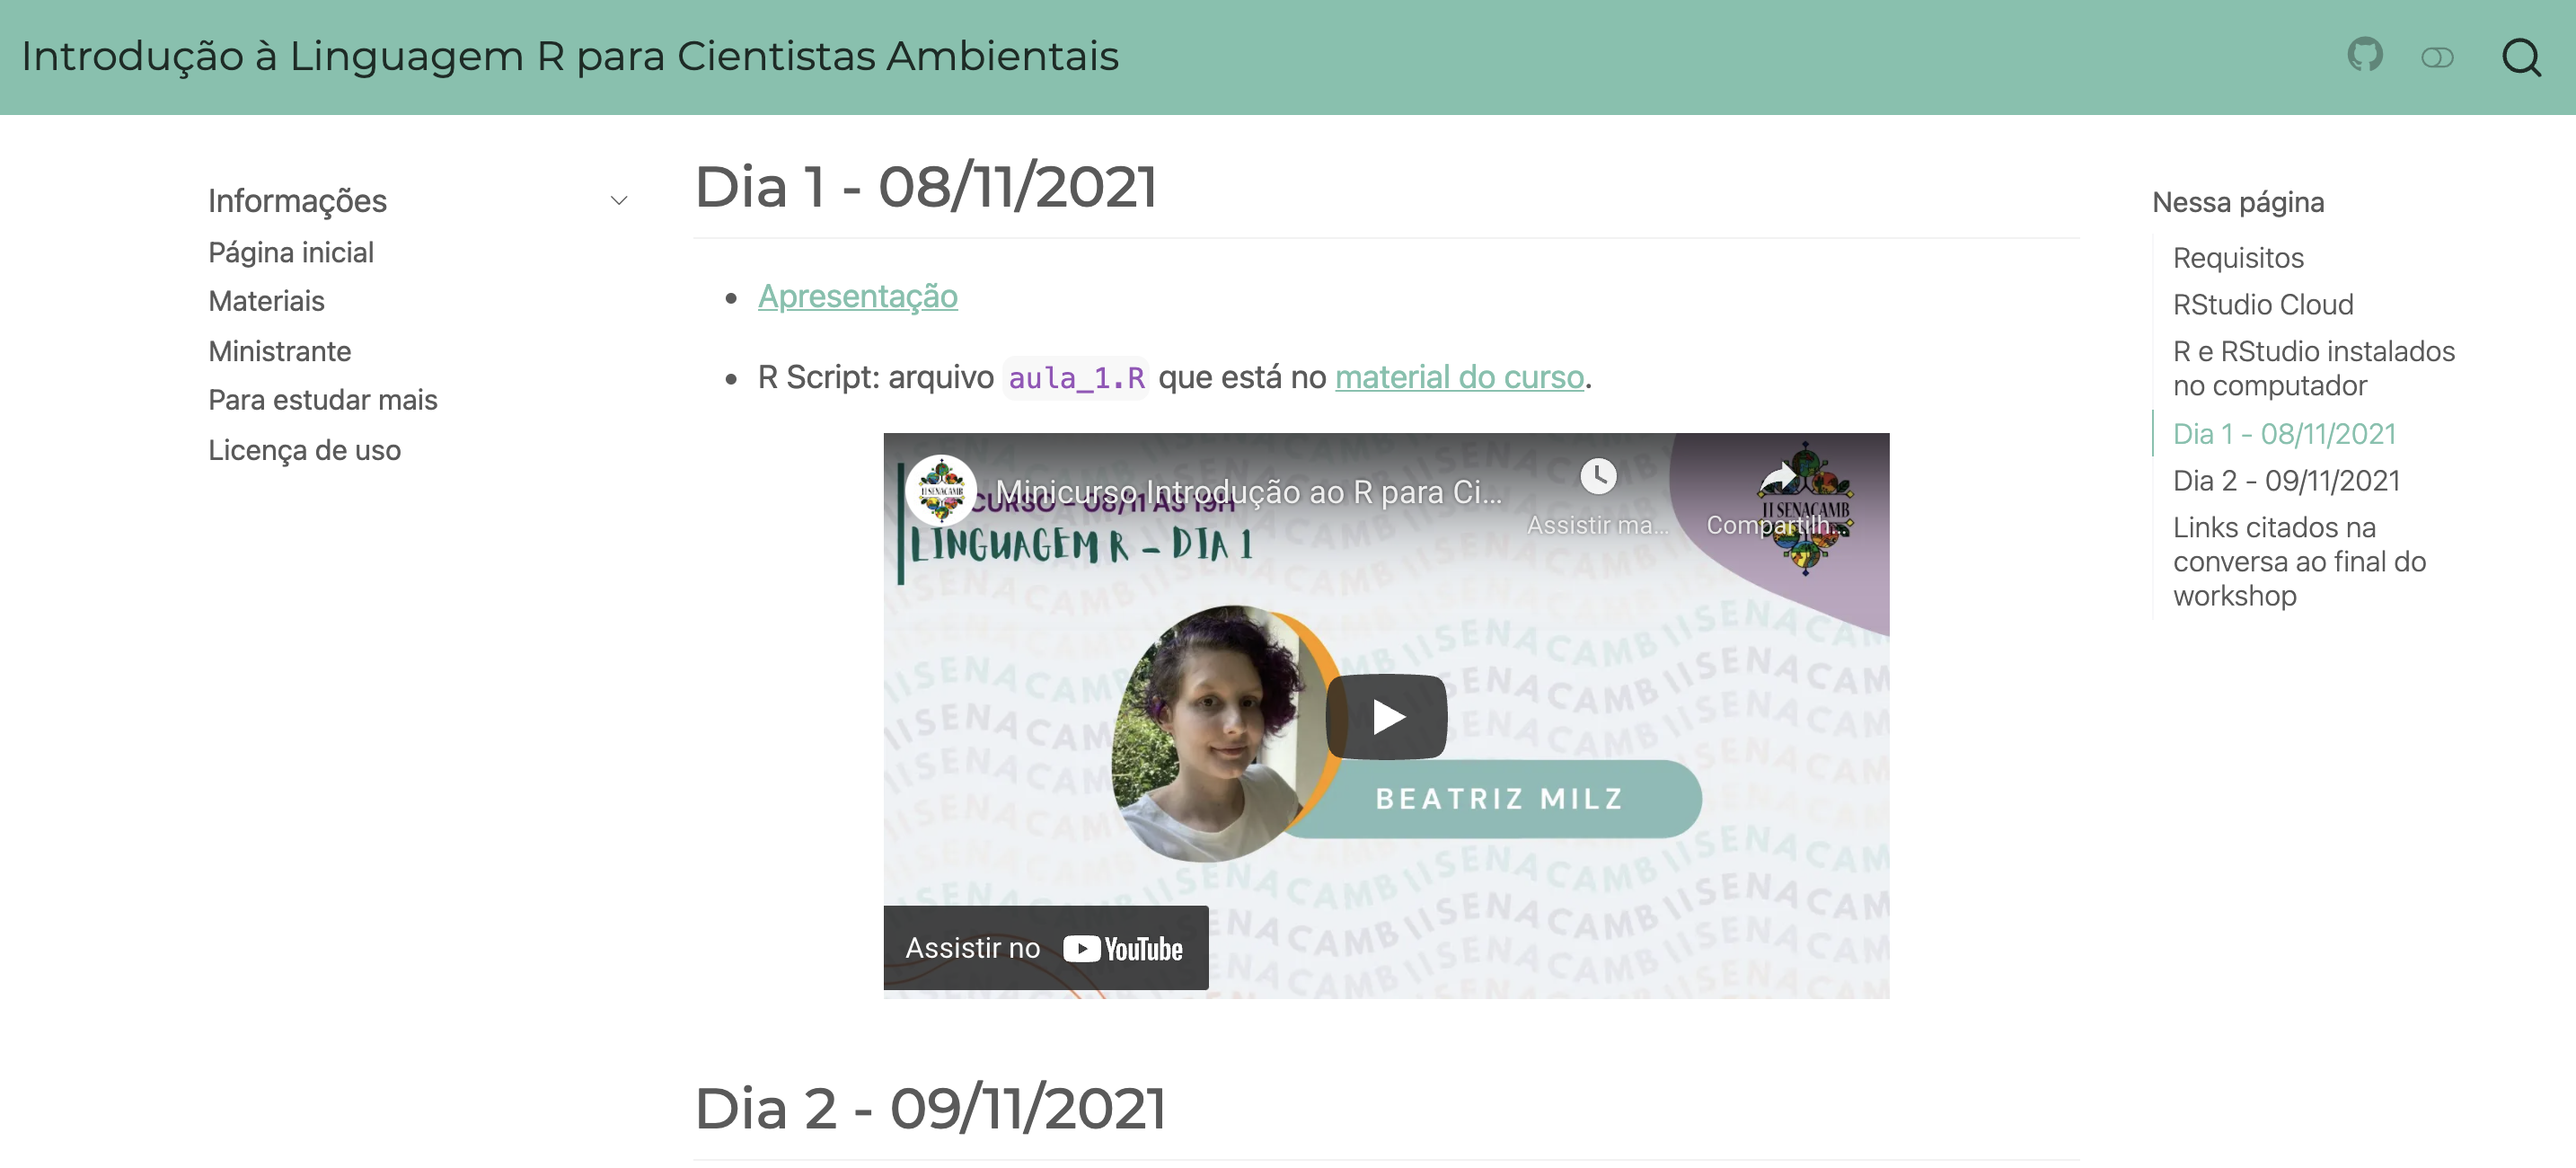 Introdução à Linguagem R para Cientistas Ambientais
Informações
Página inicial
Materiais
Ministrante
Para estudar mais
Licença de uso
Dia 1 - 08/11/2021
Apresentação
R Script: arquivo aula_1.R que está no material do curso.
II SENACAMB
Minicurso Introdução ao R para Ci...
CURSO - 08/11 ÀS 19H
LINGUAGEM R - DIA 1
Assistir ma...
Compartilh...
II SENACAMB
BEATRIZ MILZ
Assistir no YouTube
Dia 2 - 09/11/2021
Nessa página
Requisitos
RStudio Cloud
R e RStudio instalados
no computador
Dia 1 - 08/11/2021
Dia 2 - 09/11/2021
Links citados na
conversa ao final do
workshop